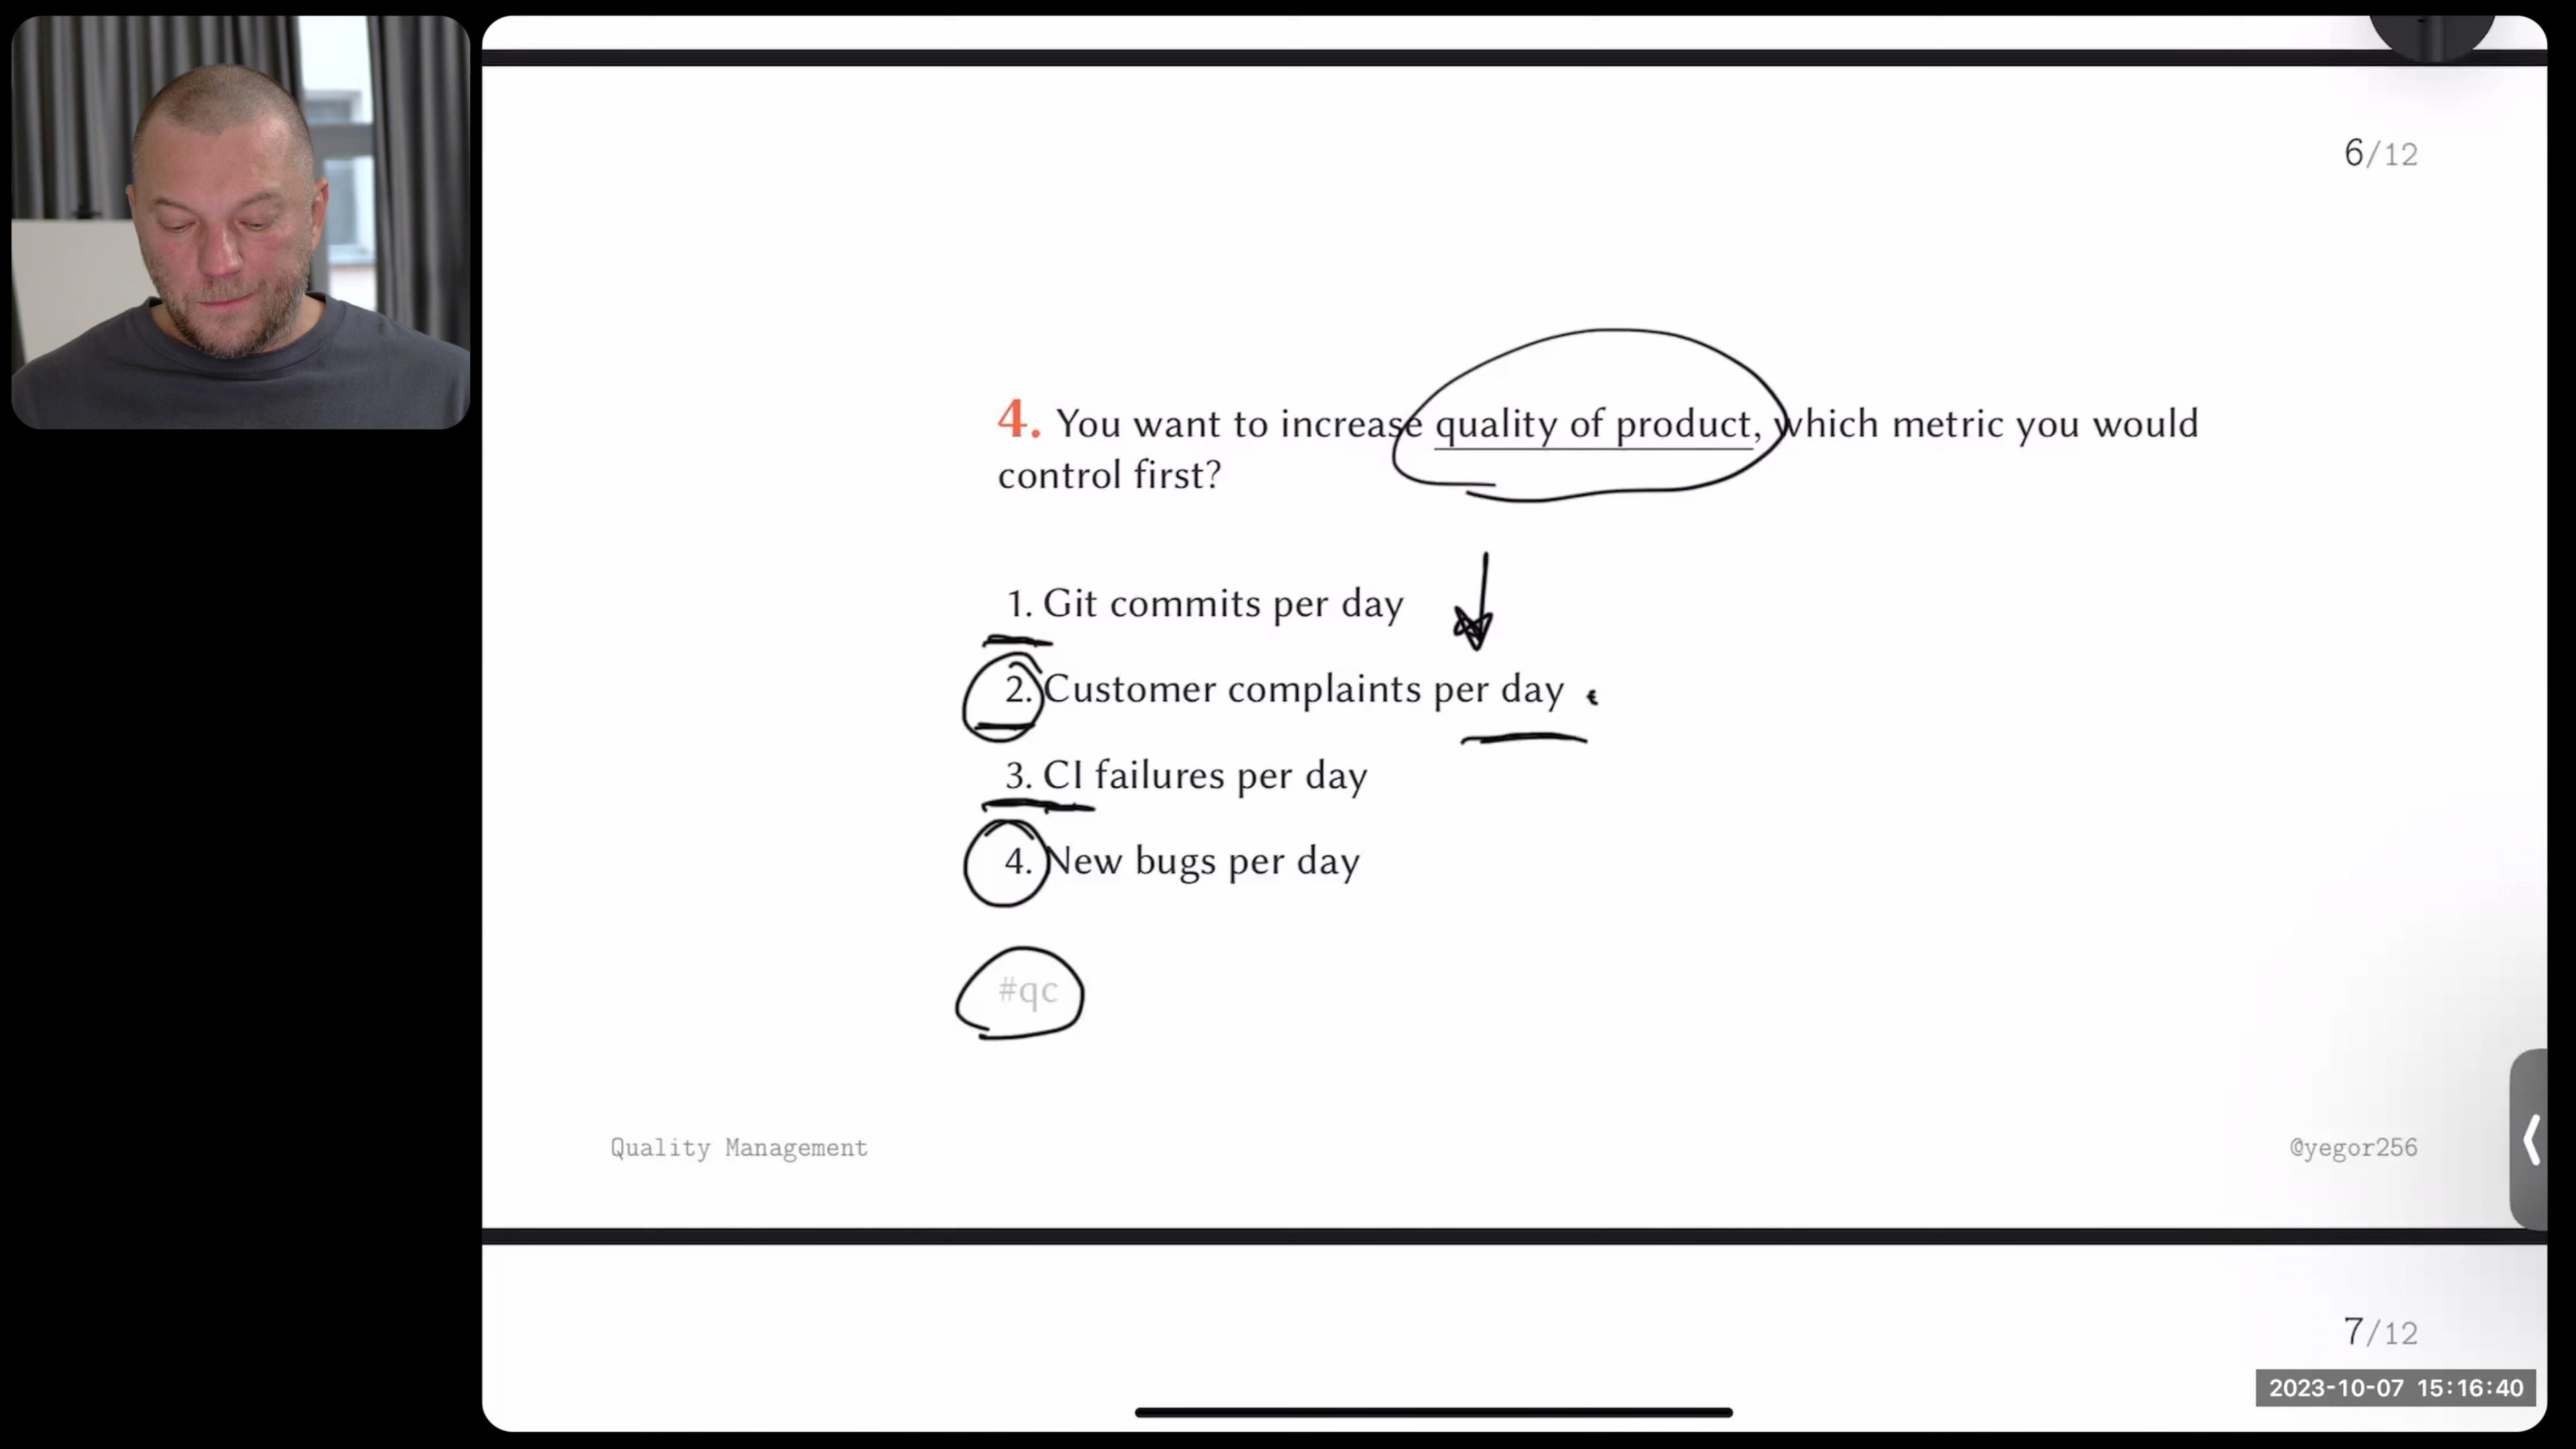 6/12
4. You want to increase quality of product, which metric you would
control first?
1. Git commits per day
2. Customer complaints per day
3. CI failures per day
4. New bugs per day
#qc
Quality Management
@yegor256
7/12
2023-10-07 15:16:40